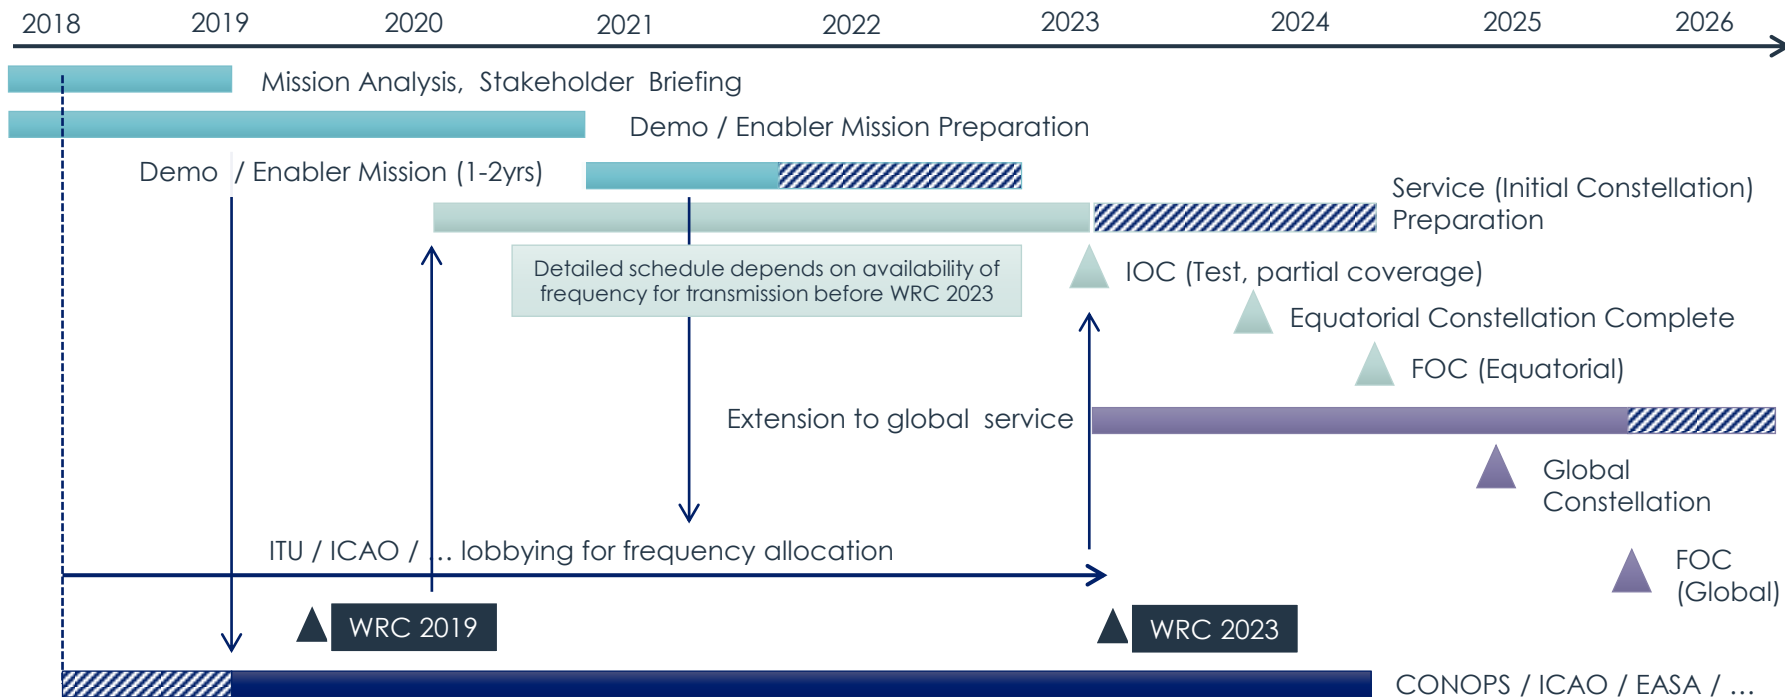 2018 2019 2020 2021 2022 2023 2024 2025 2026
Mission Analysis, Stakeholder Briefing
Demo / Enabler Mission Preparation
Demo / Enabler Mission (1-2yrs)
Service (Initial Constellation)
Preparation
Detailed schedule depends on availability of
frequency for transmission before WRC 2023
IOC (Test, partial coverage)
Equatorial Constellation Complete
FOC (Equatorial)
Extension to global service
Global
Constellation
ITU / ICAO / ... lobbying for frequency allocation
FOC
(Global)
WRC 2019
WRC 2023
CONOPS / ICAO / EASA / ...